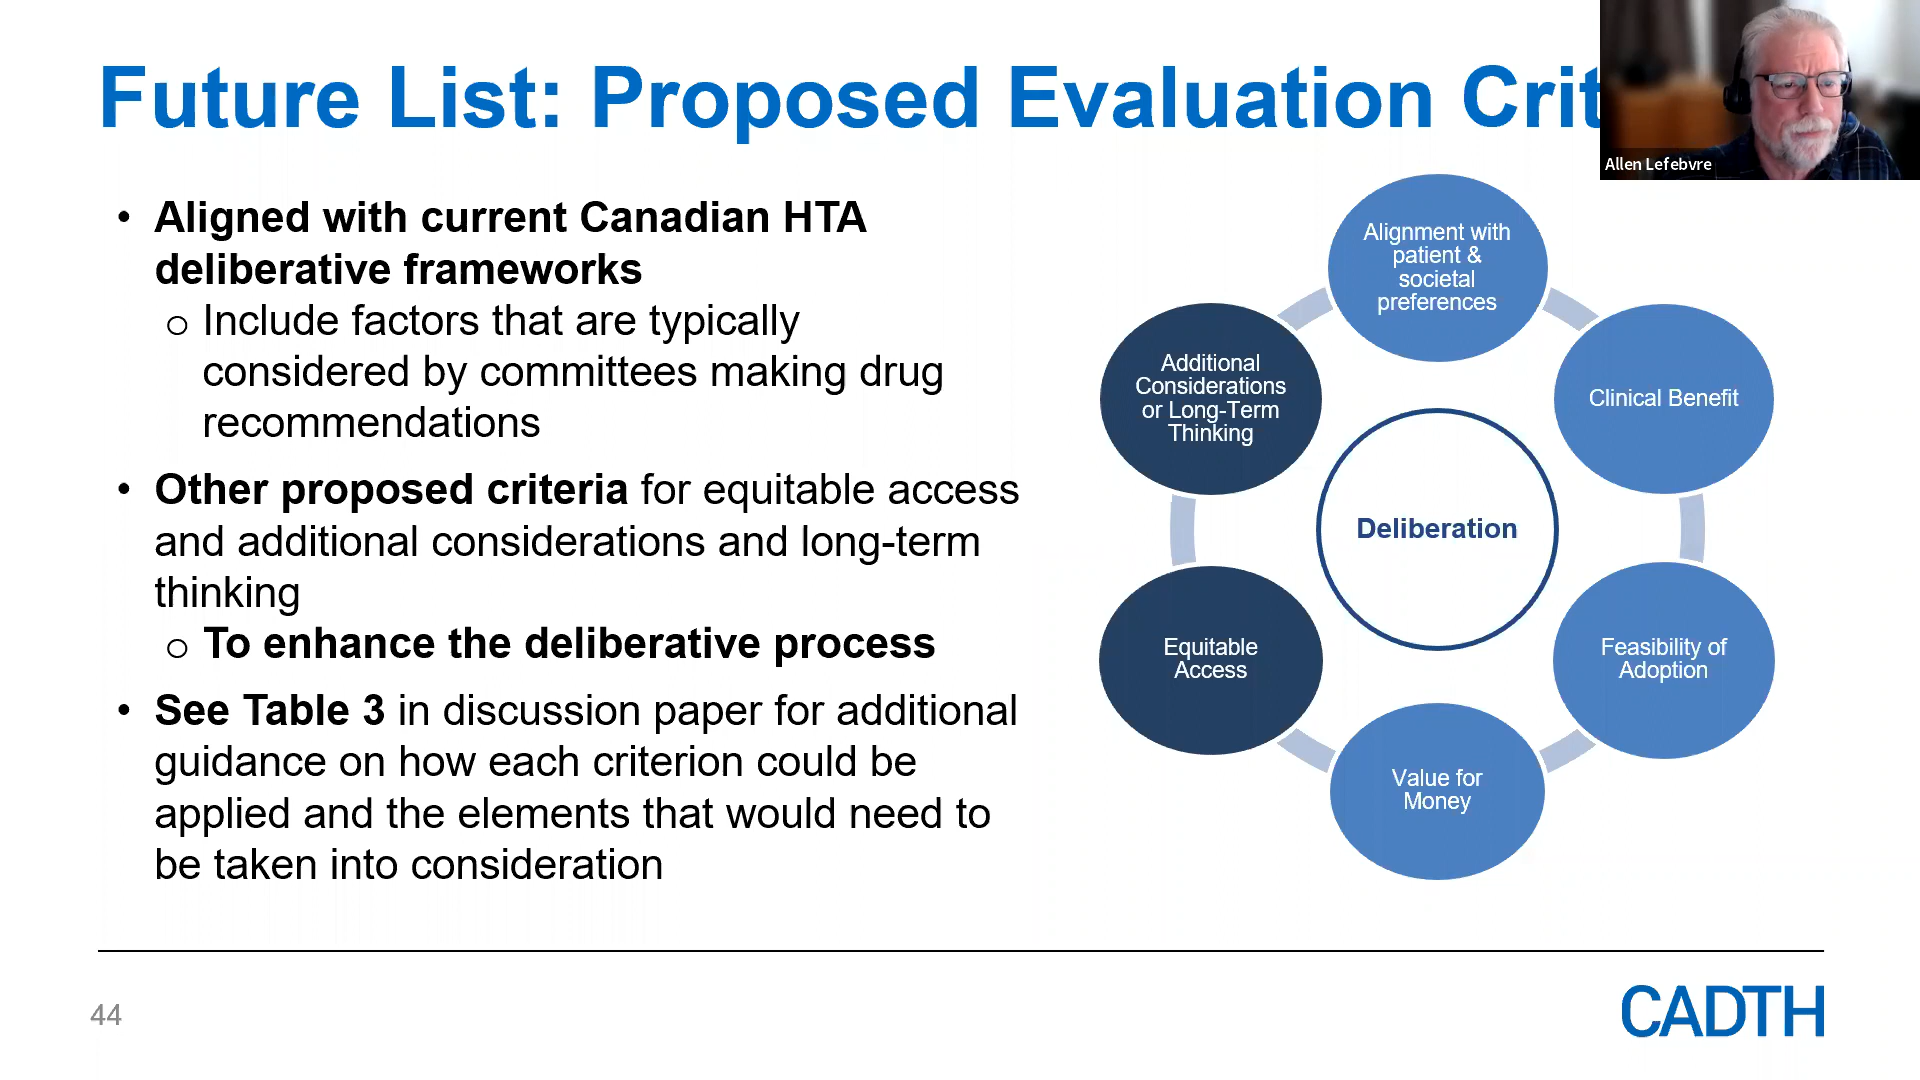 Future List: Proposed Evaluation Crit
Allen Lefebvre
• Aligned with current Canadian HTA
deliberative frameworks
o Include factors that are typically
considered by committees making drug
recommendations
• Other proposed criteria for equitable access
and additional considerations and long-term
thinking
o To enhance the deliberative process
• See Table 3 in discussion paper for additional
guidance on how each criterion could be
applied and the elements that would need to
be taken into consideration
Alignment with
patient &
societal
preferences
Clinical Benefit
Feasibility of
Adoption
Value for
Money
Equitable
Access
Additional
Considerations
or Long-Term
Thinking
Deliberation
44
CADTH